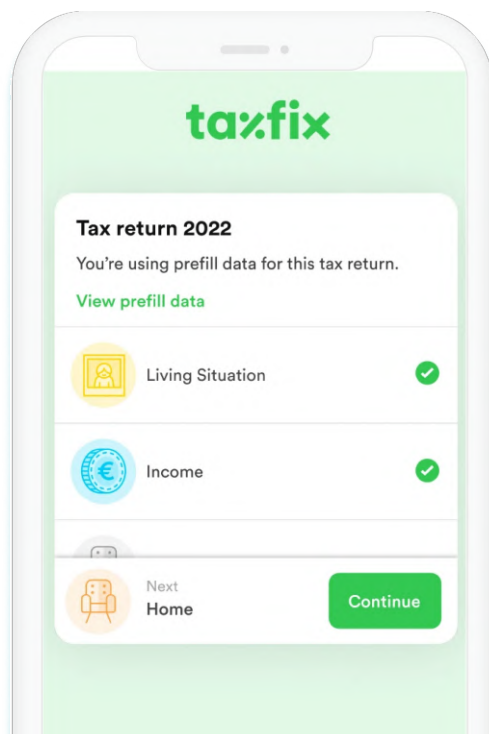 taxfix
Tax return 2022
You're using prefill data for this tax return.
View prefill data
Living Situation
€
Income
Next
Home
Continue